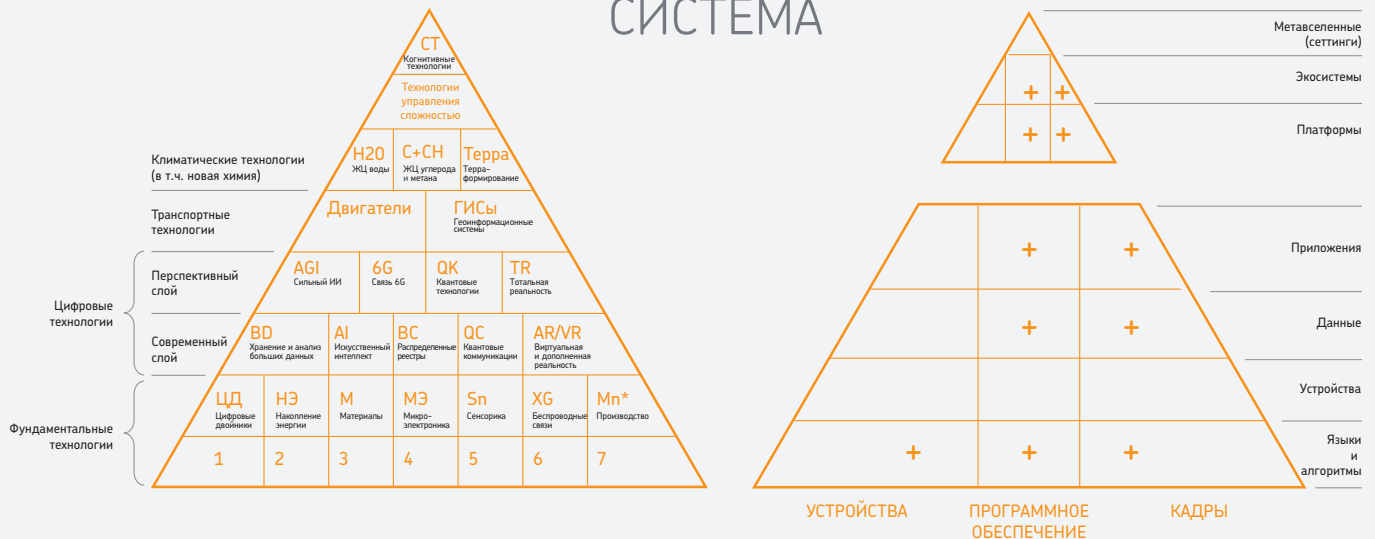 СИСТЕМА
СТ
Когнитивные
технологии
Технологии
управления
сложностью
Климатические технологии
(в т.ч. новая химия)
H20
ЖЦ воды
C+CH
ЖЦ углерода
и метана
Терра
Терра-
формирование
Транспортные
технологии
Двигатели
ГИСы
Геоинформационные
системы
Цифровые
технологии
Перспективный
слой
AGI
Сильный ИИ
6G
Связь 6G
QK
Квантовые
технологии
TR
Тотальная
реальность
Современный
слой
BD
Хранение и анализ
больших данных
AI
Искусственный
интеллект
BC
Распределенные
реестры
QC
Квантовые
коммуникации
AR/VR
Виртуальная
и дополненная
реальность
Фундаментальные
технологии
ЦД
Цифровые
двойники
НЭ
Накопление
энергии
М
Материалы
МЭ
Микро-
электроника
Sn
Сенсорика
XG
Беспроводные
связи
Mn*
Производство
1 2 3 4 5 6 7
Метавселенные
(сеттинги)
Экосистемы
+ +
Платформы
+ +
Приложения
+ +
Данные
+ +
Устройства
Языки
и
алгоритмы
+ + +
УСТРОЙСТВА
ПРОГРАММНОЕ
ОБЕСПЕЧЕНИЕ
КАДРЫ